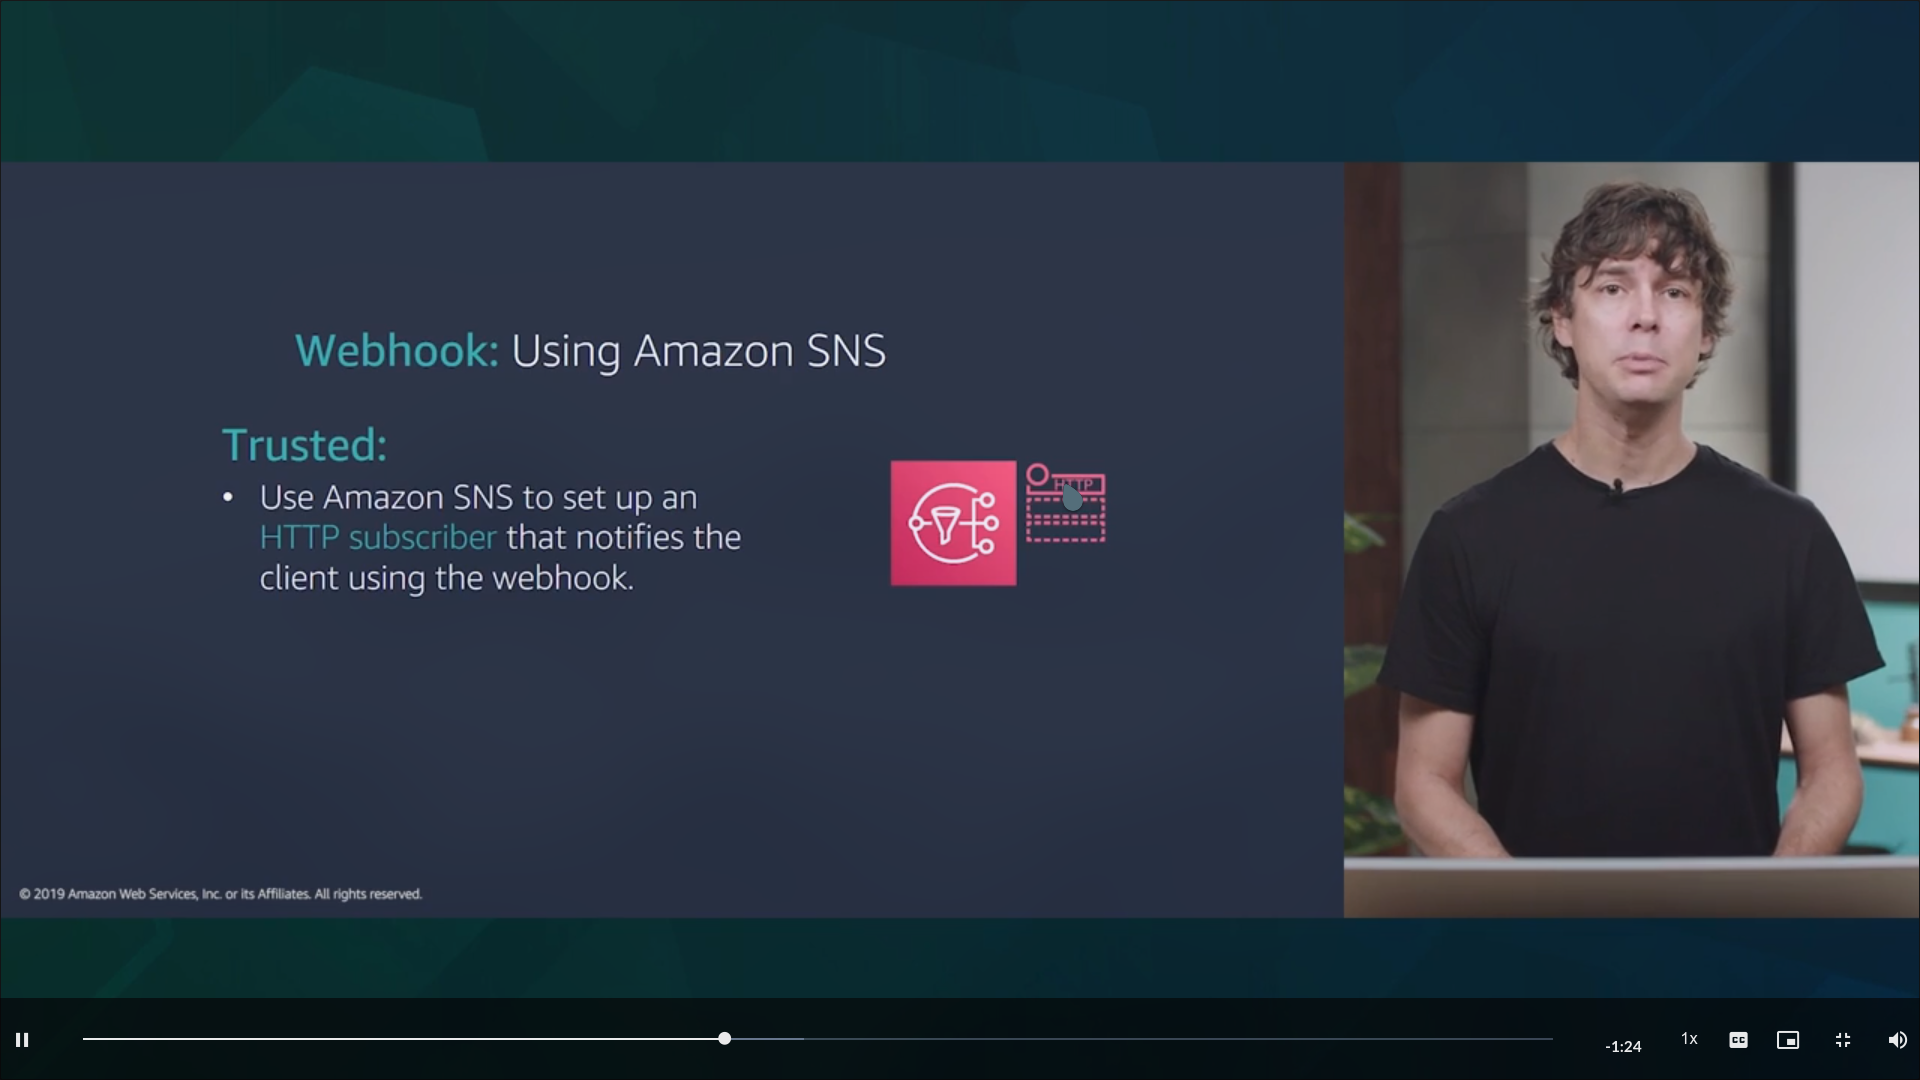 Webhook: Using Amazon SNS
Trusted:
• Use Amazon SNS to set up an
HTTP subscriber that notifies the
client using the webhook.
HTTP
© 2019 Amazon Web Services, Inc. or its Affiliates. All rights reserved.
-1:24
1x
CC